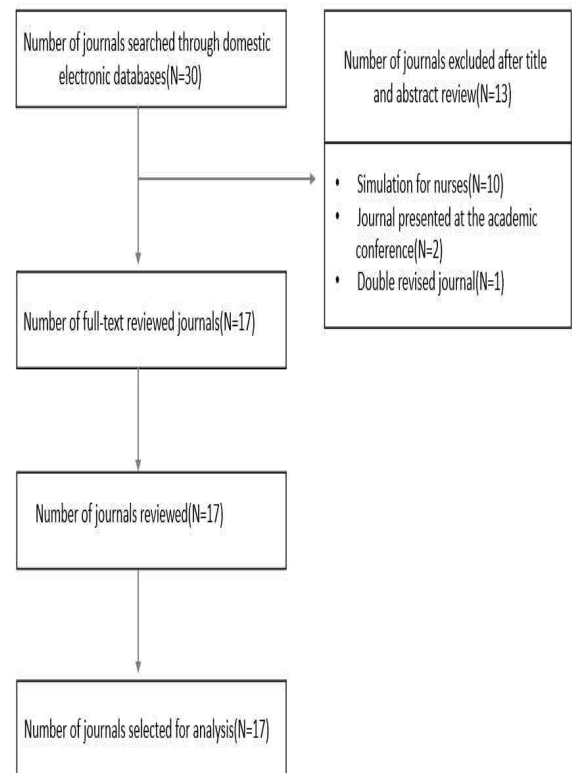 Number of journals searched through domestic
electronic databases(N=30)
Number of journals excluded after title
and abstract review(N=13)
• Simulation for nurses(N=10)
• Journal presented at the academic
conference(N=2)
• Double revised journal(N=1)
Number of full-text reviewed journals(N=17)
Number of journals reviewed(N=17)
Number of journals selected for analysis(N=17)